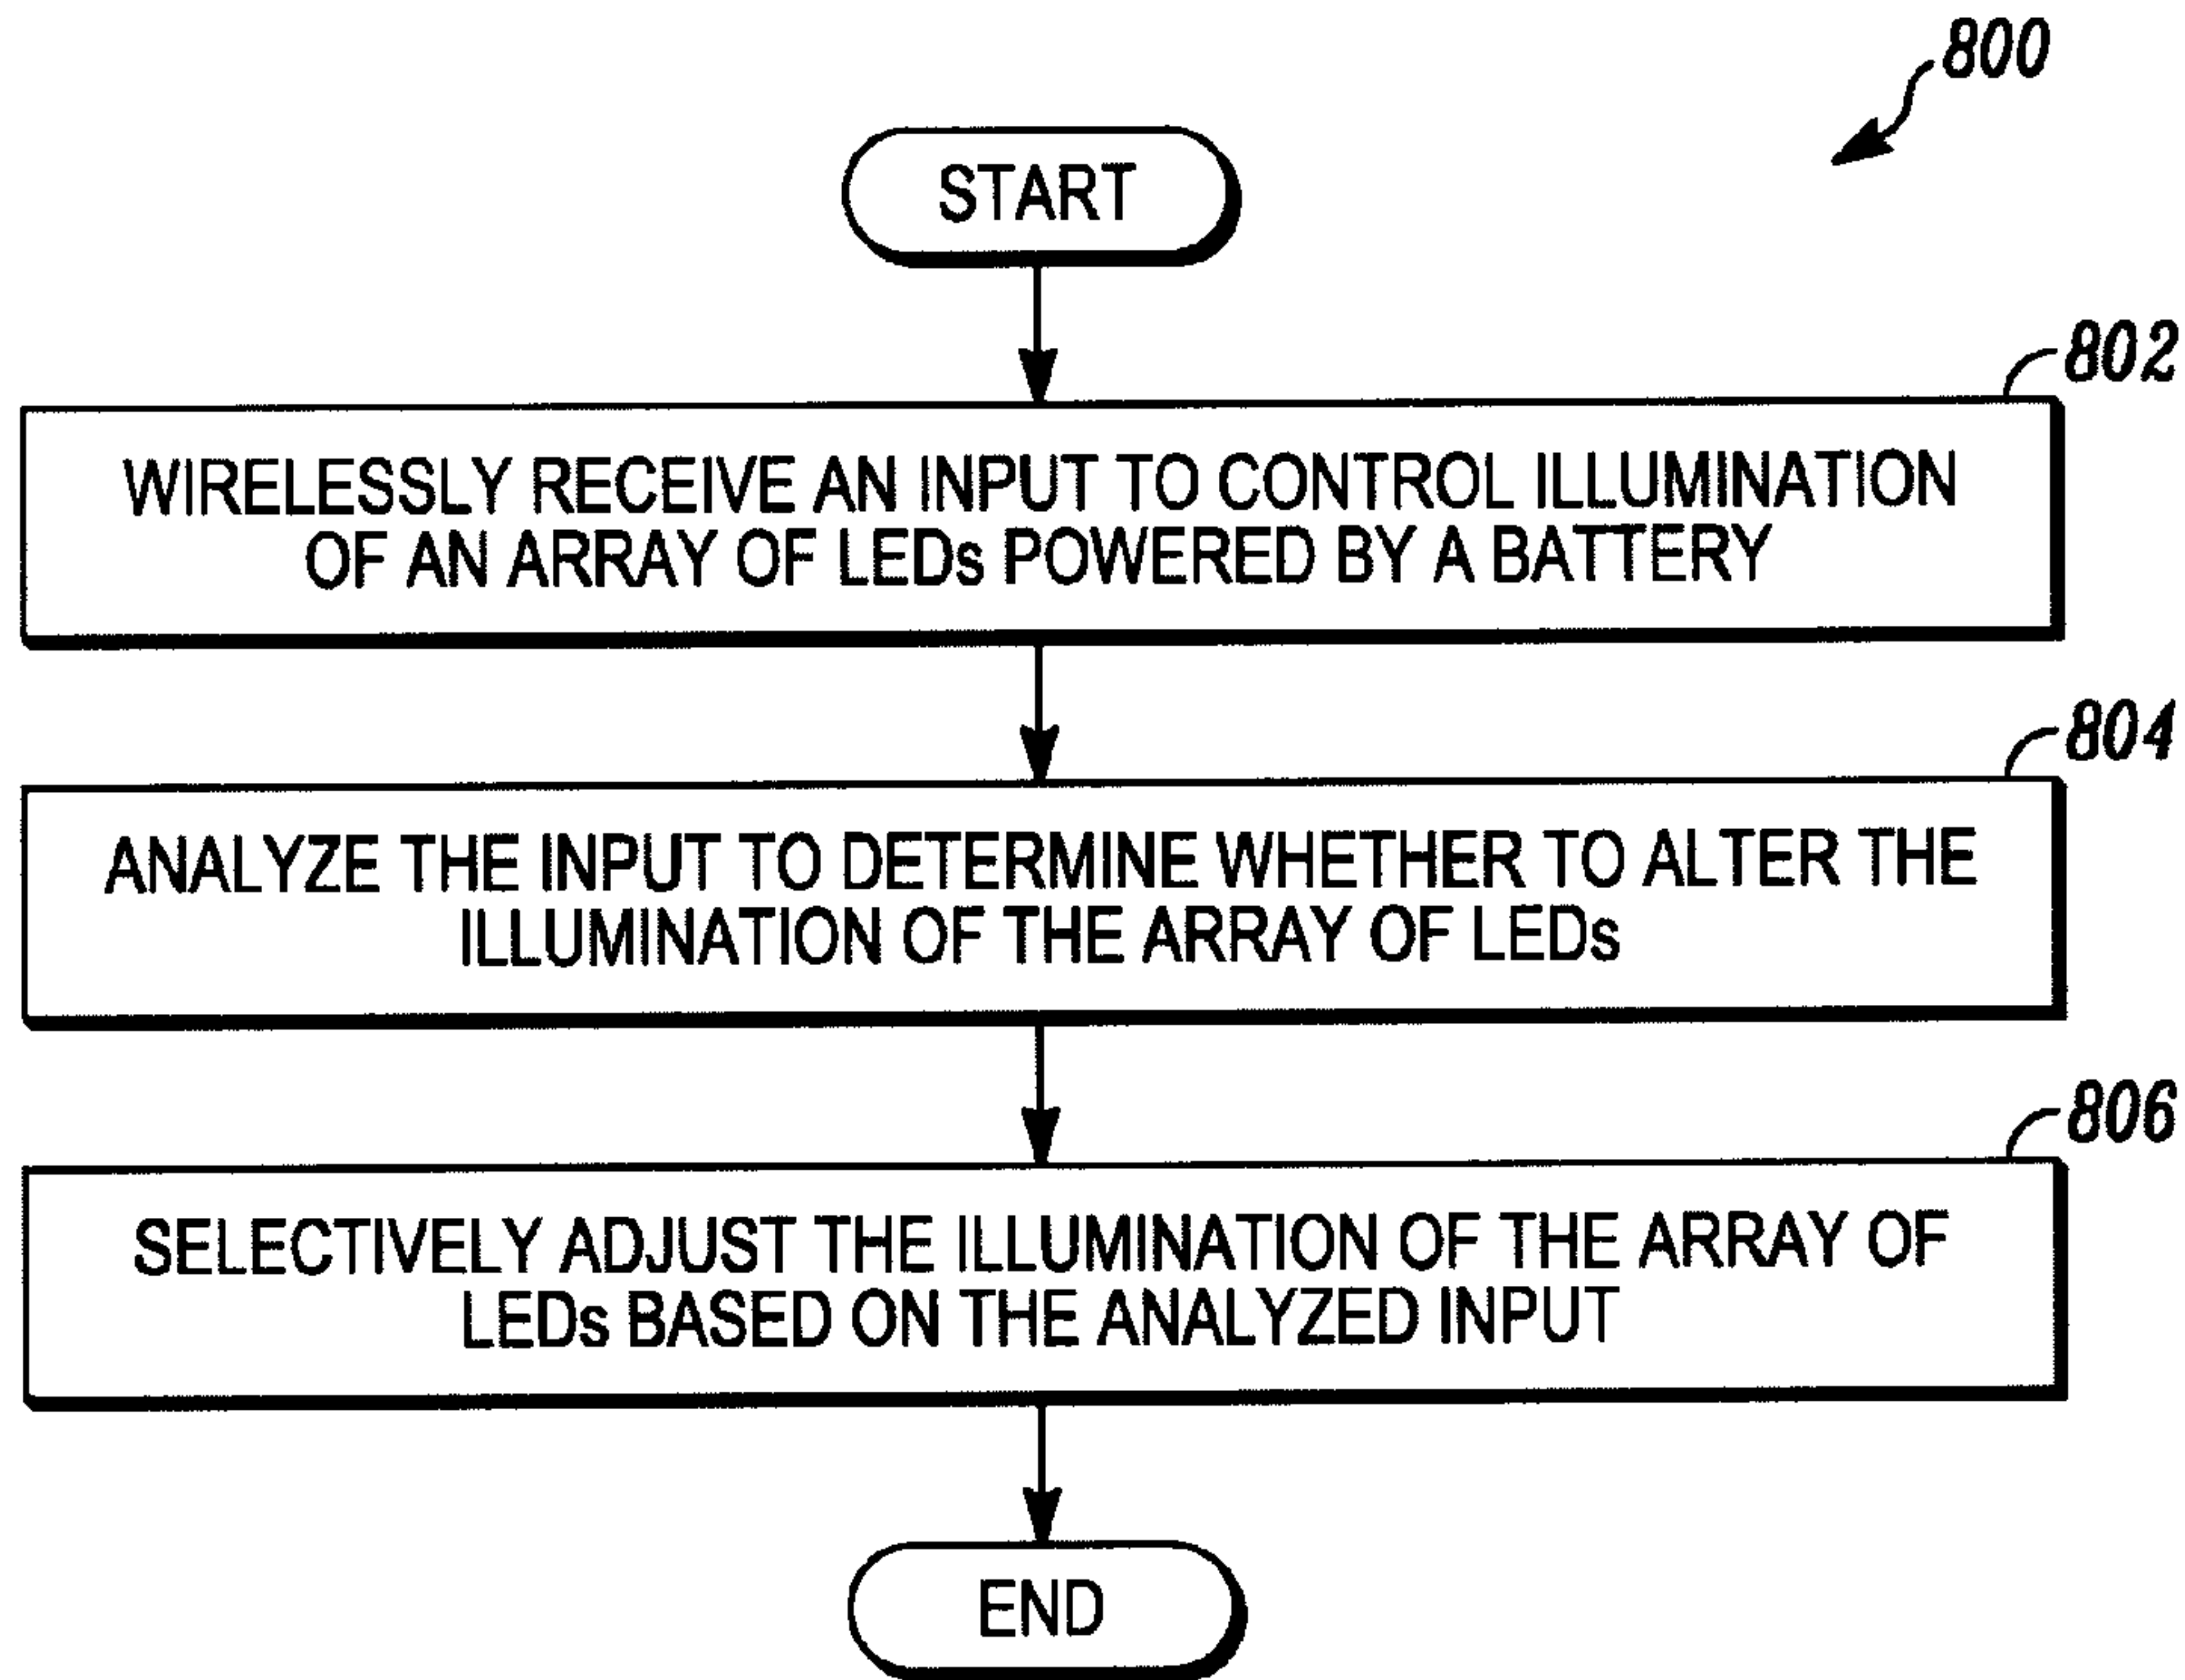 800
START
802
WIRELESSLY RECEIVE AN INPUT TO CONTROL ILLUMINATION
OF AN ARRAY OF LEDs POWERED BY A BATTERY
804
ANALYZE THE INPUT TO DETERMINE WHETHER TO ALTER THE
ILLUMINATION OF THE ARRAY OF LEDs
806
SELECTIVELY ADJUST THE ILLUMINATION OF THE ARRAY OF
LEDs BASED ON THE ANALYZED INPUT
END